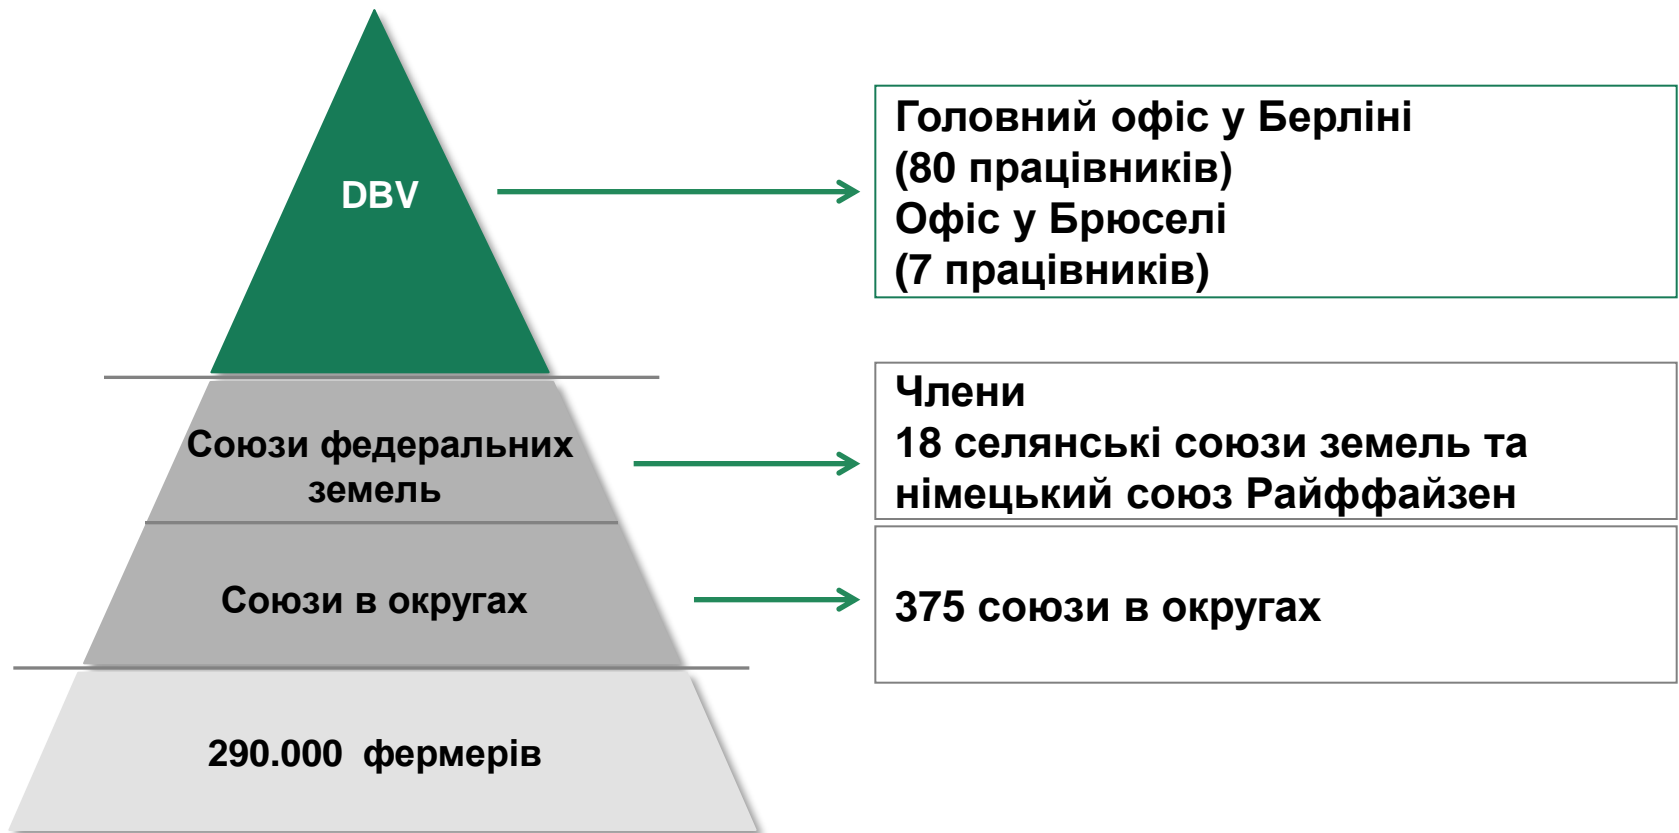 DBV
Головний офіс у Берліні
(80 працівників)
Офіс у Брюселі
(7 працівників)
Союзи федеральних
земель
Члени
18 селянські союзи земель та
німецький союз Райффайзен
Союзи в округах
375 союзи в округах
290.000  фермерів